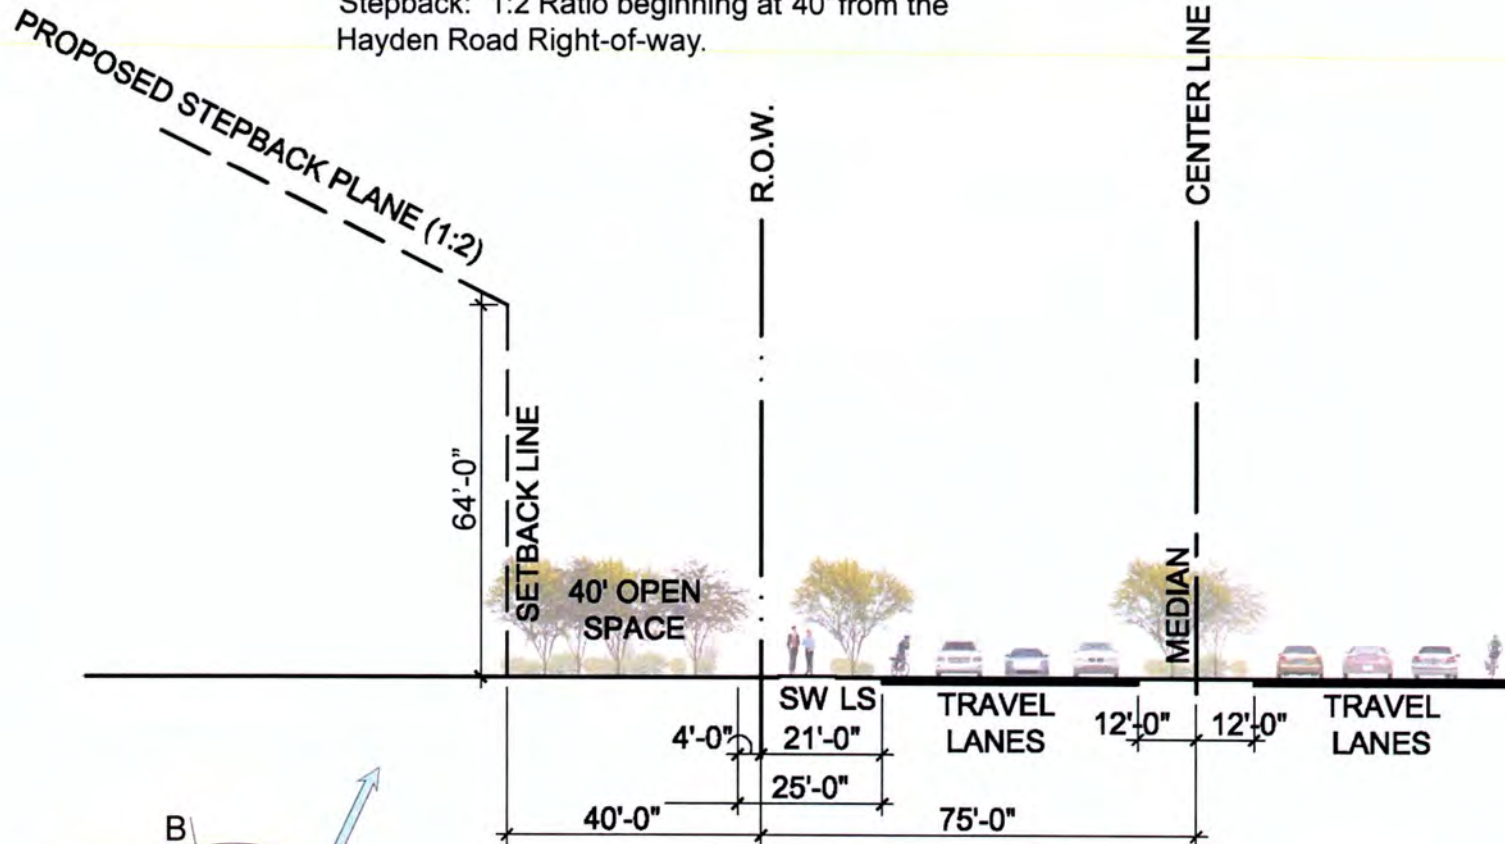 Stepback: 1:2 Ratio beginning at 40' from the
Hayden Road Right-of-way.
PROPOSED STEPBACK PLANE (1:2)
R.O.W.
CENTER LINE
64'-0"
SETBACK LINE
40' OPEN
SPACE
MEDIAN
SW LS
TRAVEL
LANES
12'-0"
12'-0"
TRAVEL
LANES
4'-0"
21'-0"
25'-0"
40'-0"
75'-0"
B